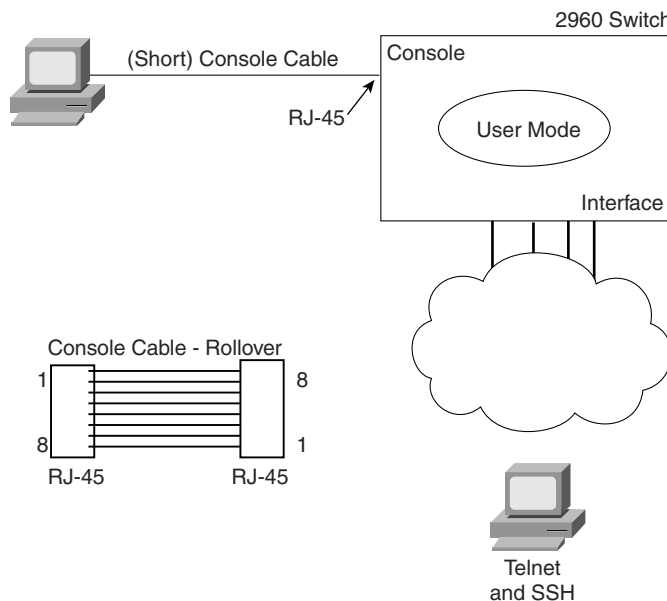 2960 Switch
(Short) Console Cable
Console
RJ-45
User Mode
Interface
Console Cable - Rollover
1
8
8
1
RJ-45
RJ-45
Telnet
and SSH